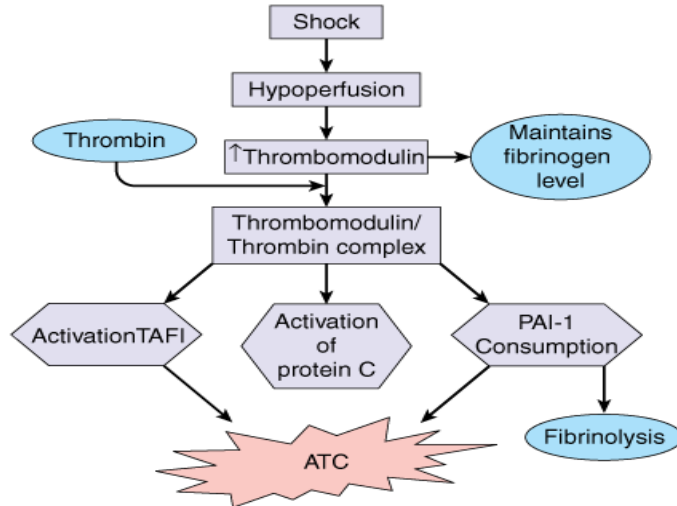 Shock
Hypoperfusion
Thrombin
↑Thrombomodulin
Maintains
fibrinogen
level
Thrombomodulin/
Thrombin complex
ActivationTAFI
Activation
of
protein C
PAI-1
Consumption
ATC
Fibrinolysis